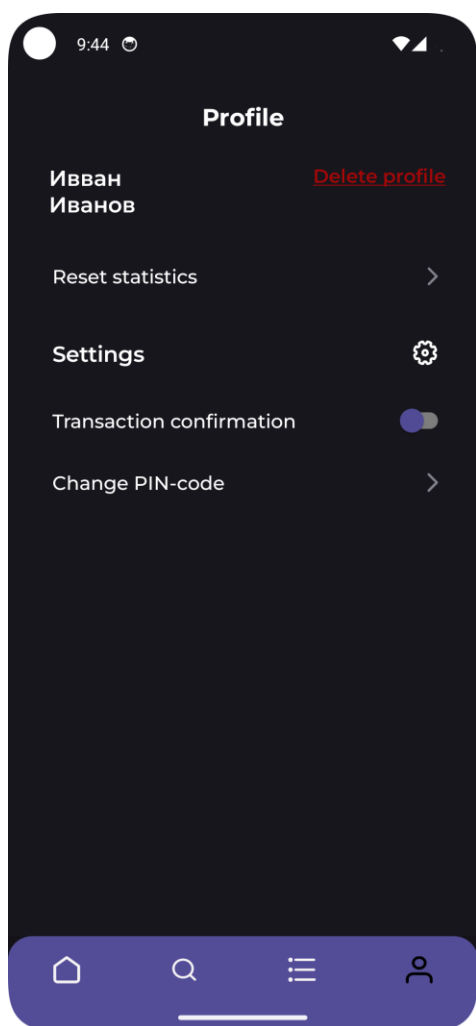 9:44
Profile
Ивван
Иванов
Delete profile
Reset statistics
Settings
Transaction confirmation
Change PIN-code